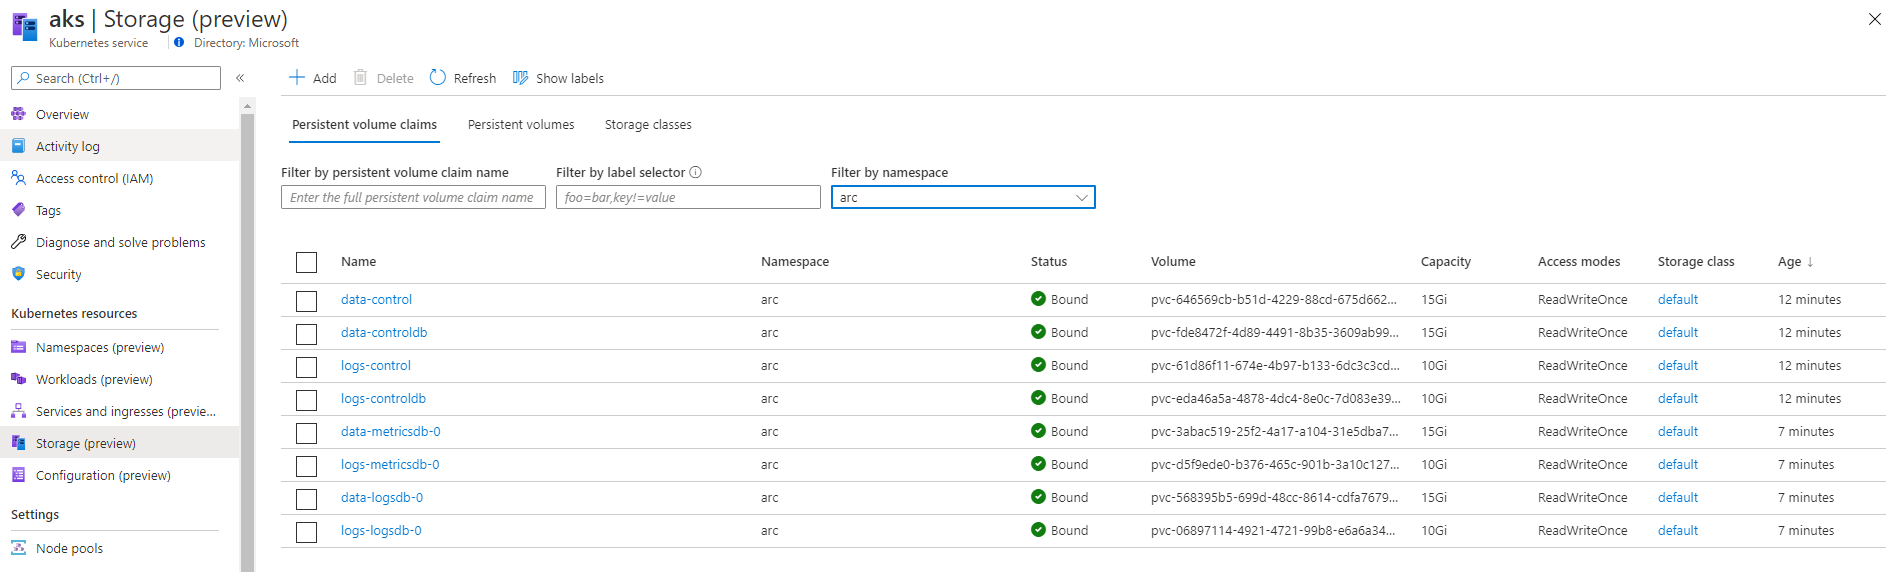 aks | Storage (preview)
Kubernetes service
Directory: Microsoft
Search (Ctrl+/)
Overview
Activity log
Access control (IAM)
Tags
Diagnose and solve problems
Security
Kubernetes resources
Namespaces (preview)
Workloads (preview)
Services and ingresses (previe...
Storage (preview)
Configuration (preview)
Settings
Node pools
Add Delete Refresh Show labels
Persistent volume claims Persistent volumes Storage classes
Filter by persistent volume claim name Filter by label selector Filter by namespace
Enter the full persistent volume claim name foo=bar,key!=value arc
Name Namespace Status Volume Capacity Access modes Storage class Age ↓
data-control arc Bound pvc-646569cb-b51d-4229-88cd-675d662... 15Gi ReadWriteOnce default 12 minutes
data-controldb arc Bound pvc-fde8472f-4d89-4491-8b35-3609ab99... 15Gi ReadWriteOnce default 12 minutes
logs-control arc Bound pvc-61d86f11-674e-4b97-b133-6dc3c3cd... 10Gi ReadWriteOnce default 12 minutes
logs-controldb arc Bound pvc-eda46a5a-4878-4dc4-8e0c-7d083e39... 10Gi ReadWriteOnce default 12 minutes
data-metricsdb-0 arc Bound pvc-3abac519-25f2-4a17-a104-31e5dba7... 15Gi ReadWriteOnce default 7 minutes
logs-metricsdb-0 arc Bound pvc-d5f9ede0-b376-465c-901b-3a10c127... 10Gi ReadWriteOnce default 7 minutes
data-logsdb-0 arc Bound pvc-568395b5-699d-48cc-8614-cdfa7679... 15Gi ReadWriteOnce default 7 minutes
logs-logsdb-0 arc Bound pvc-06897114-4921-4721-99b8-e6a6a34... 10Gi ReadWriteOnce default 7 minutes